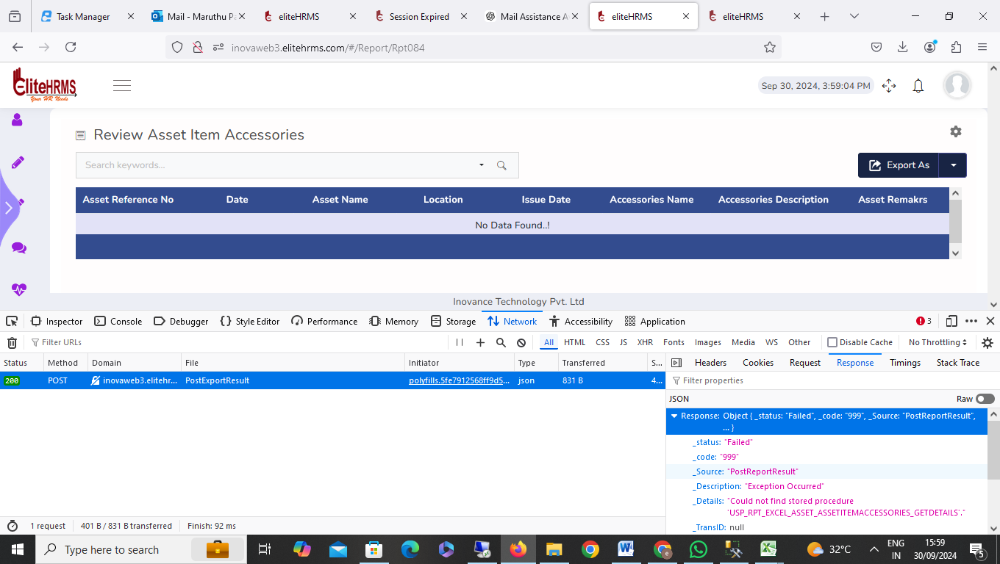 Task Manager
Mail - Maruthu Pa
eliteHRMS
Session Expired
Mail Assistance A
eliteHRMS
eliteHRMS
inovaweb3.elitehrms.com/#/Report/Rpt084
EliteHRMS
Your HR Needs
Sep 30, 2024, 3:59:04 PM
Review Asset Item Accessories
Search keywords...
Export As
Asset Reference No Date Asset Name Location Issue Date Accessories Name Accessories Description Asset Remakrs
No Data Found..!
Inovance Technology Pvt. Ltd
Inspector Console Debugger Style Editor Performance Memory Storage Network Accessibility Application 3
Filter URLs
All HTML CSS JS XHR Fonts Images Media WS Other Disable Cache No Throttling
Status Method Domain File Initiator Type Transferred S...
Headers Cookies Request Response Timings Stack Trace
200 POST inovaweb3.elitehr... PostExportResult polyfills.5fe7912568ff9d5... json 831 B 4...
Filter properties
JSON Raw
Response: Object { _status: "Failed", _code: "999", _Source: "PostReportResult",
... }
_status: "Failed"
_code: "999"
_Source: "PostReportResult"
_Description: "Exception Occurred"
_Details: "Could not find stored procedure
'USP_RPT_EXCEL_ASSET_ASSETITEMACCESSORIES_GETDETAILS'."
_TransID: null
1 request 401 B / 831 B transferred Finish: 92 ms
Type here to search
32°C
ENG
IN
15:59
30/09/2024
5